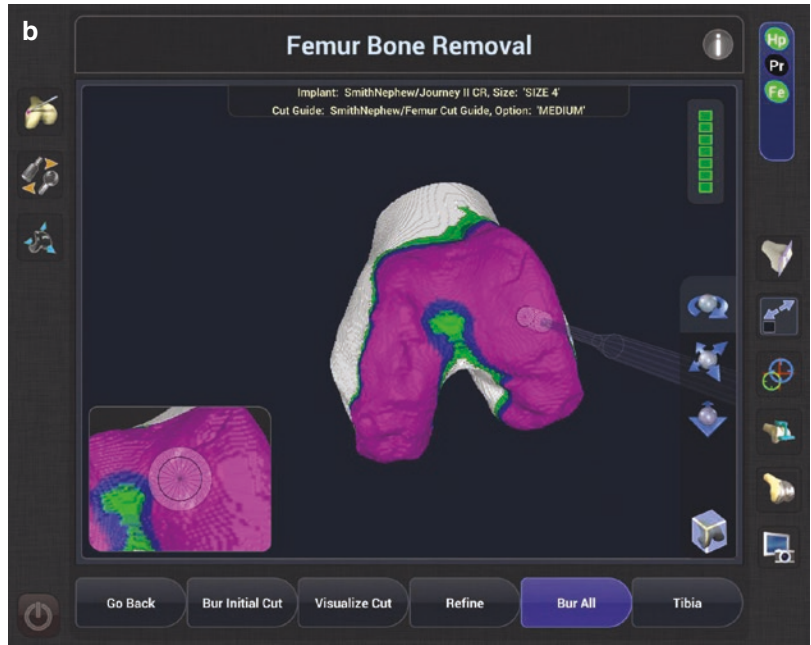 b
Femur Bone Removal
i
Hp
Pr
Fe
Implant: SmithNephew/Journey II CR, Size: 'SIZE 4'
Cut Guide: SmithNephew/Femur Cut Guide, Option: 'MEDIUM'
Go Back
Bur Initial Cut
Visualize Cut
Refine
Bur All
Tibia